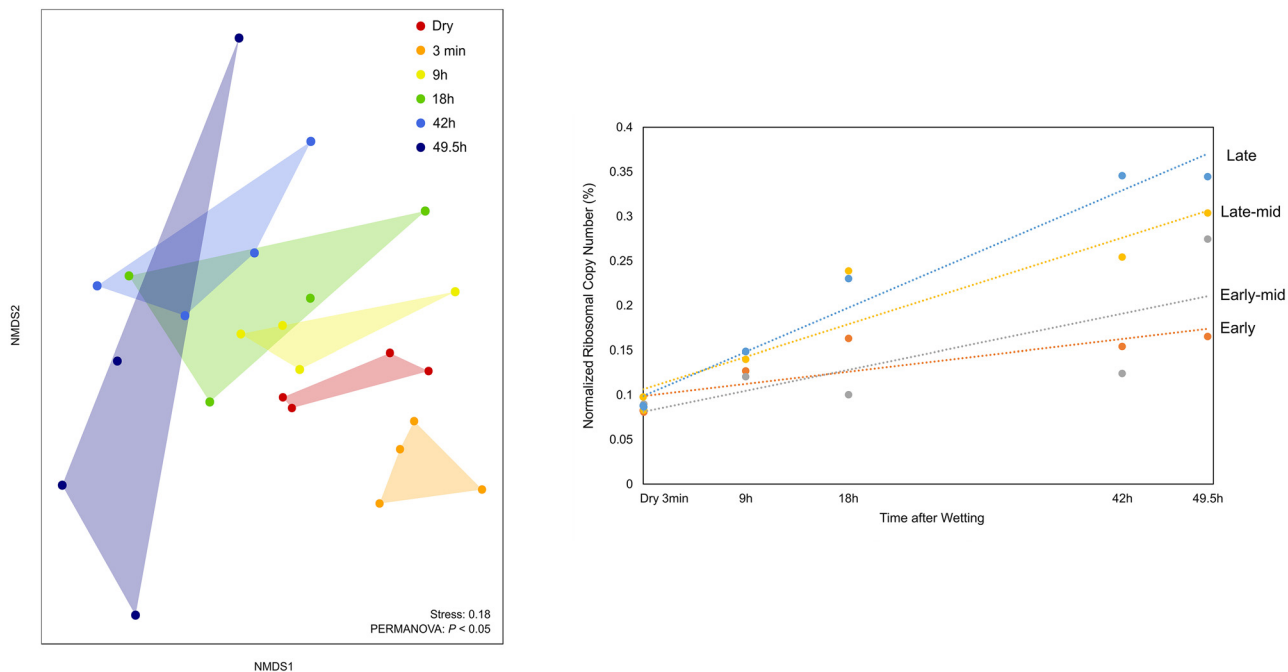 Dry
3 min
9h
18h
42h
49.5h
NMDS2
Stress: 0.18
PERMANOVA: P < 0.05
NMDS1
Normalized Ribosomal Copy Number (%)
0.4
0.35
0.3
0.25
0.2
0.15
0.1
0.05
0
Late
Late-mid
Early-mid
Early
Dry 3min 9h 18h 42h 49.5h
Time after Wetting